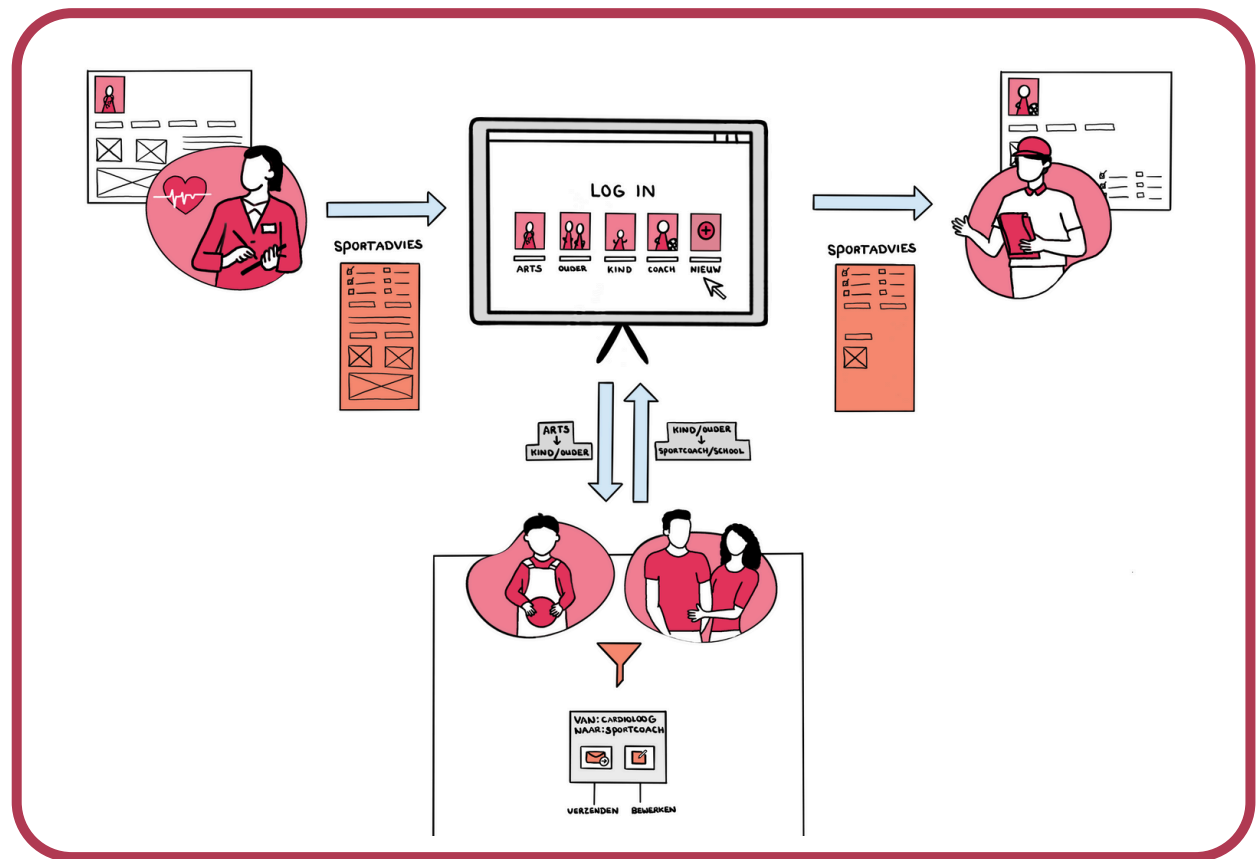 LOG IN
ARTS
OUDER
KIND
COACH
NIEUW
SPORTADVIES
SPORTADVIES
ARTS
↓
KIND/OUDER
KIND/OUDER
↓
SPORTCOACH/SCHOOL
VAN:CARDIOLOOG
NAAR:SPORTCOACH
VERZENDEN
BEWERKEN